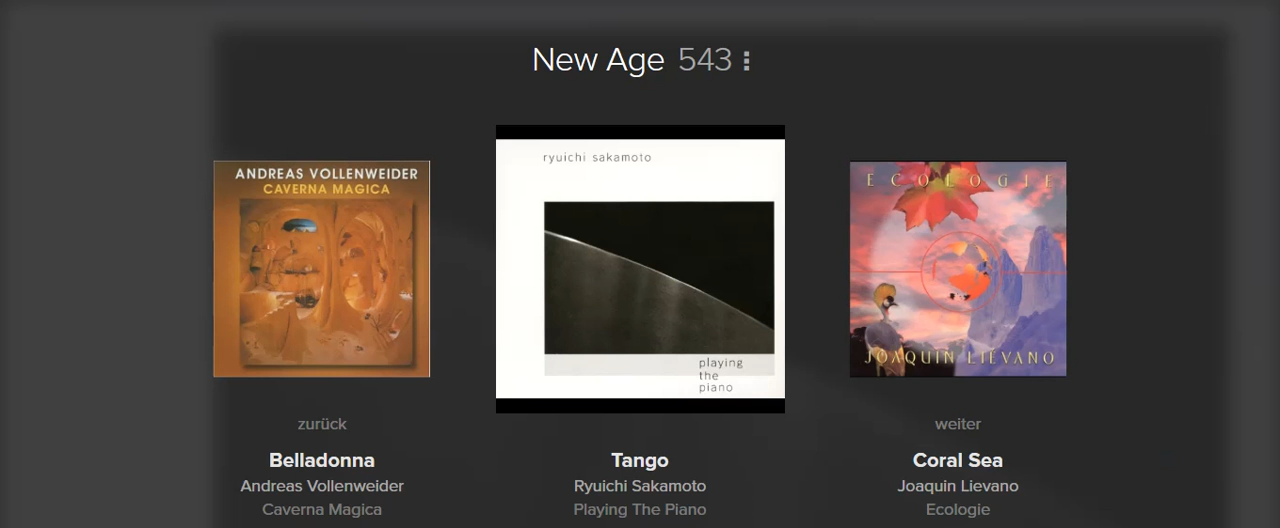 New Age 543
ANDREAS VOLLENWEIDER
CAVERNA MAGICA
ryuichi sakamoto
playing
the
piano
ECOLOGIE
JOAQUIN LIEVANO
zurück
Belladonna
Andreas Vollenweider
Caverna Magica
Tango
Ryuichi Sakamoto
Playing The Piano
weiter
Coral Sea
Joaquin Lievano
Ecologie